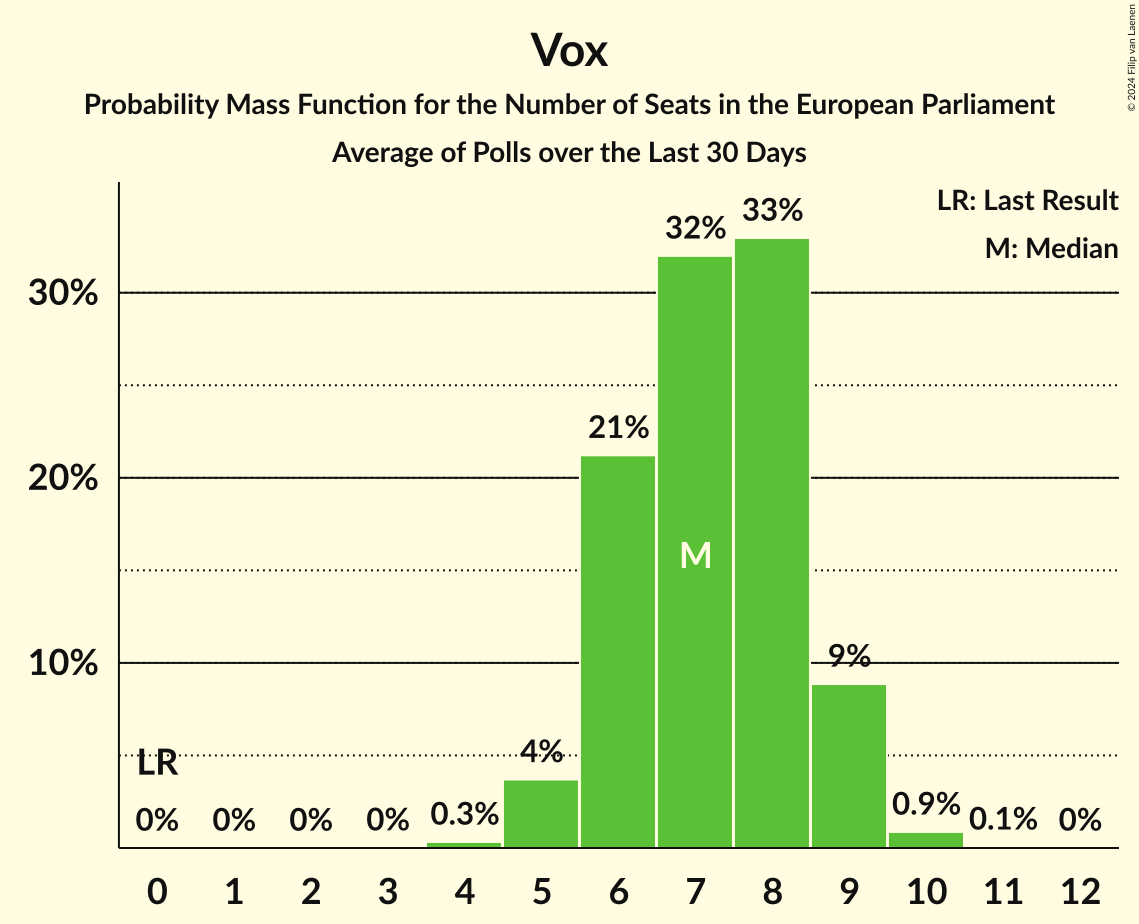 Vox
Probability Mass Function for the Number of Seats in the European Parliament
Average of Polls over the Last 30 Days
© 2024 Filip van Laenen
LR: Last Result
M: Median
30%
20%
10%
LR
0%
0%
0%
0%
0.3%
4%
21%
32%
33%
9%
0.9%
0.1%
0%
M
0 1 2 3 4 5 6 7 8 9 10 11 12